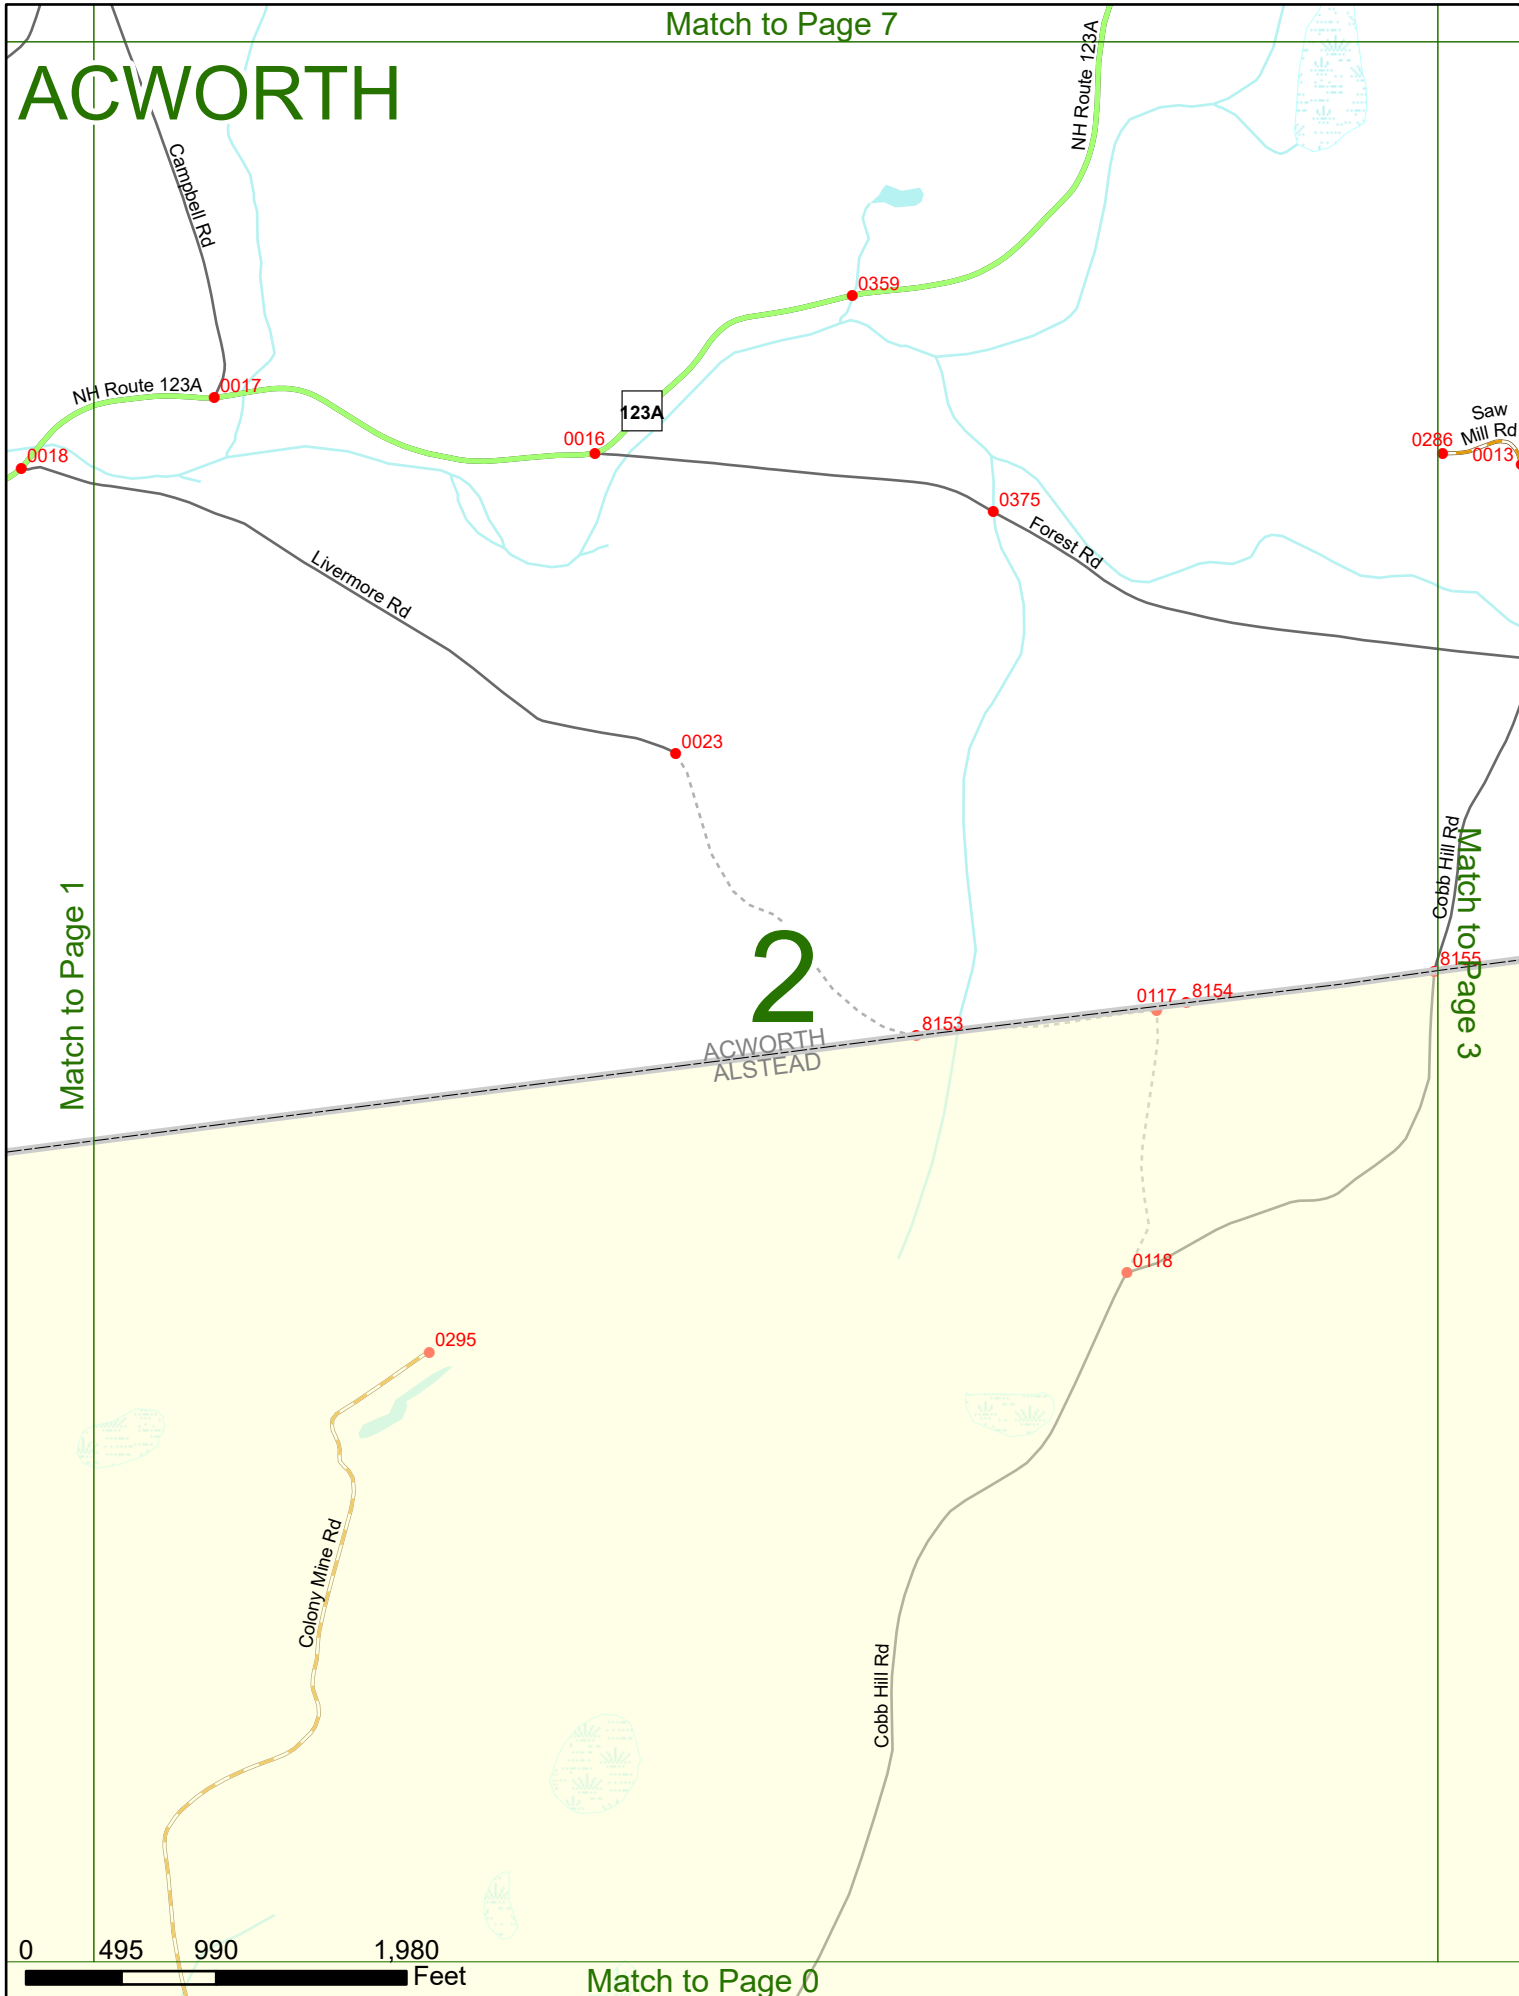 Match to Page 7
ACWORTH
NH Route 123A
Campbell Rd
0359
NH Route 123A
0017
123A
0016
0018
Saw
Mill Rd
0286
0013
0375
Forest Rd
Livermore Rd
0023
Cobb Hill Rd
Match to Page 1
Match to Page 3
2
8155
8154
0117
8153
ACWORTH
ALSTEAD
0118
0295
Colony Mine Rd
Cobb Hill Rd
0 495 990 1,980
Feet
Match to Page 0